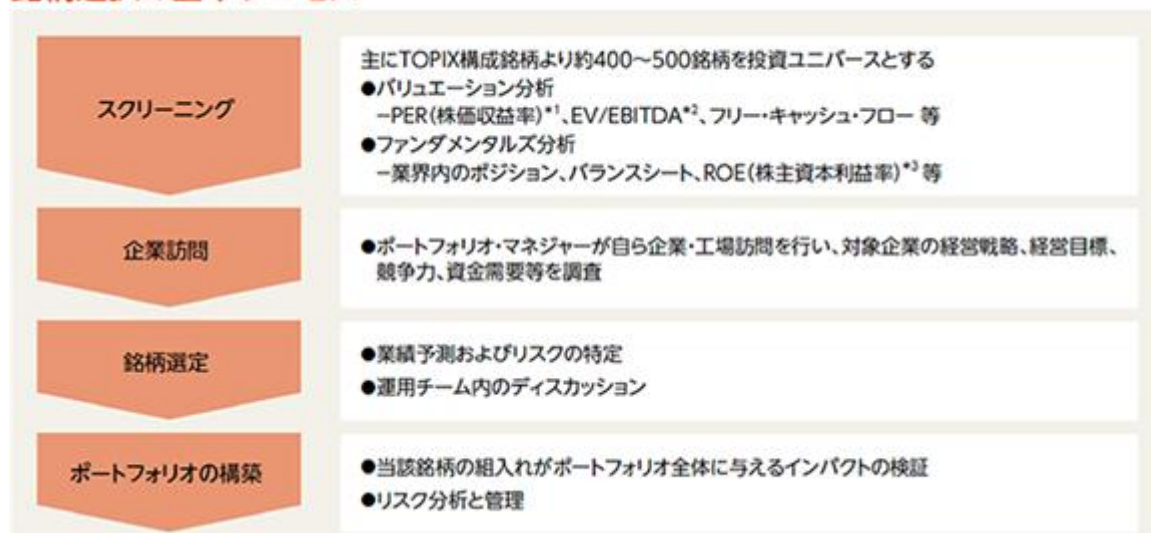 スクリーニング
主にTOPIX構成銘柄より約400～500銘柄を投資ユニバースとする
●バリュエーション分析
－PER(株価収益率)*1、EV/EBITDA*2、フリー・キャッシュ・フロー 等
●ファンダメンタルズ分析
－業界内のポジション、バランスシート、ROE(株主資本利益率)*3 等
企業訪問
●ポートフォリオ・マネジャーが自ら企業・工場訪問を行い、対象企業の経営戦略、経営目標、
競争力、資金需要等を調査
銘柄選定
●業績予測およびリスクの特定
●運用チーム内のディスカッション
ポートフォリオの構築
●当該銘柄の組入れがポートフォリオ全体に与えるインパクトの検証
●リスク分析と管理